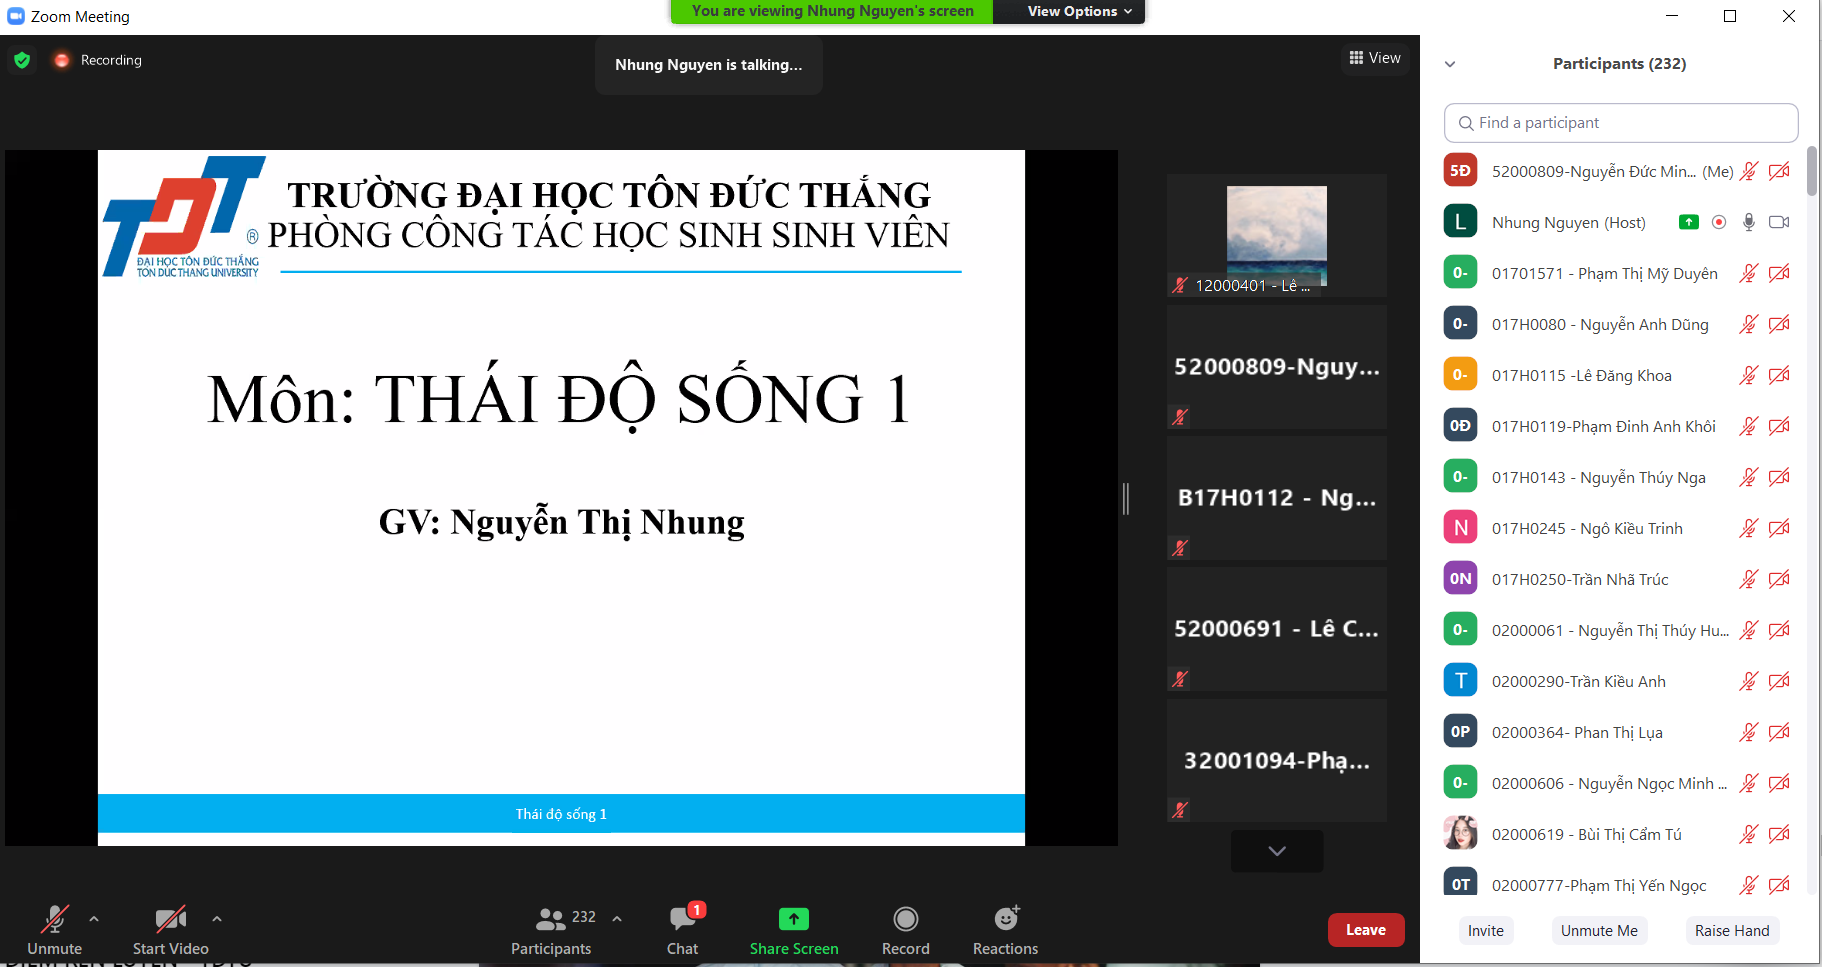 Zoom Meeting
You are viewing Nhung Nguyen's screen
View Options
Recording
Nhung Nguyen is talking...
View
TRƯỜNG ĐẠI HỌC TÔN ĐỨC THẮNG
PHÒNG CÔNG TÁC HỌC SINH SINH VIÊN
TDT
®
ĐẠI HỌC TÔN ĐỨC THẮNG
TON DUC THANG UNIVERSITY
Môn: THÁI ĐỘ SỐNG 1
GV: Nguyễn Thị Nhung
Thái độ sống 1
12000401 - Lê ...
52000809-Nguy...
B17H0112 - Ng...
52000691 - Lê C...
32001094-Phạ...
Participants (232)
Find a participant
5Đ 52000809-Nguyễn Đức Min... (Me)
L Nhung Nguyen (Host)
0- 01701571 - Phạm Thị Mỹ Duyên
0- 017H0080 - Nguyễn Anh Dũng
0- 017H0115 -Lê Đăng Khoa
0Đ 017H0119-Phạm Đinh Anh Khôi
0- 017H0143 - Nguyễn Thúy Nga
N 017H0245 - Ngô Kiều Trinh
0N 017H0250-Trần Nhã Trúc
0- 02000061 - Nguyễn Thị Thúy Hu...
T 02000290-Trần Kiều Anh
0P 02000364- Phan Thị Lụa
0- 02000606 - Nguyễn Ngọc Minh ...
02000619 - Bùi Thị Cẩm Tú
0T 02000777-Phạm Thị Yến Ngọc
Invite
Unmute Me
Raise Hand
Unmute
Start Video
232
Participants
1
Chat
Share Screen
Record
Reactions
Leave